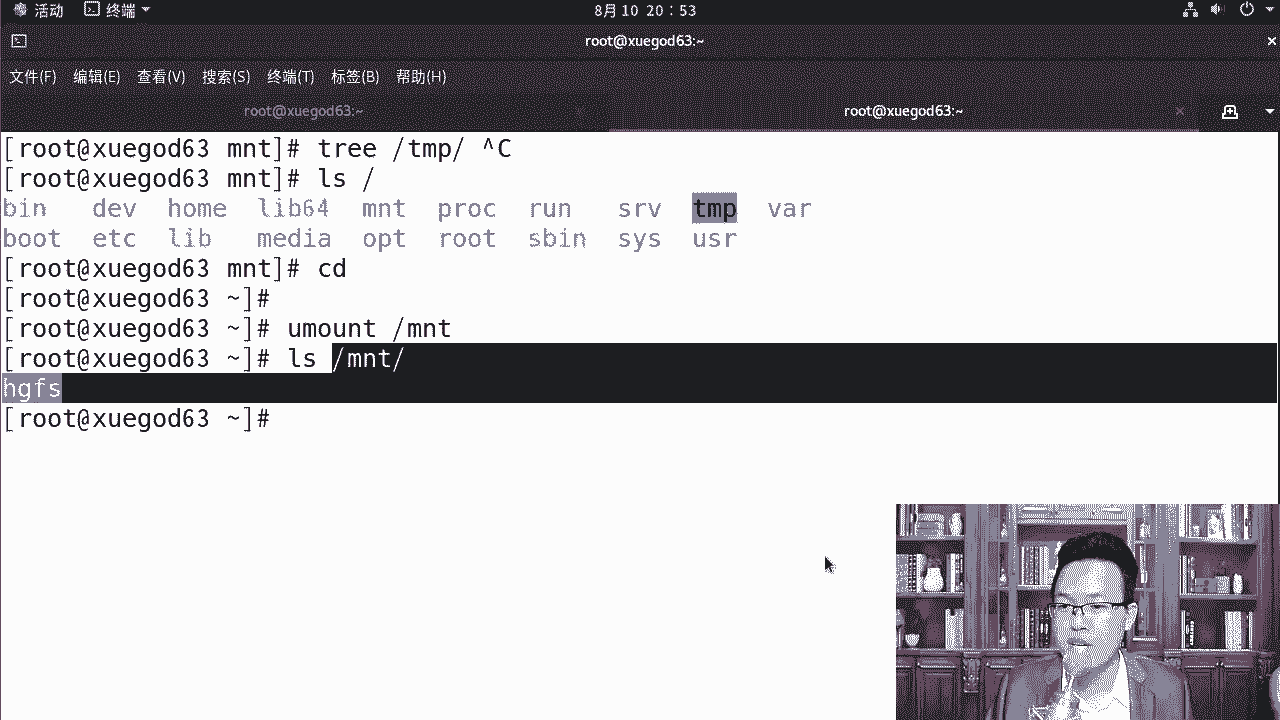 活动 终端 8月 10 20：53
root@xuegod63:~
文件(F) 编辑(E) 查看(V) 搜索(S) 终端(T) 标签(B) 帮助(H)
root@xuegod63:~ root@xuegod63:~
[root@xuegod63 mnt]# tree /tmp/ ^C
[root@xuegod63 mnt]# ls /
bin dev home lib64 mnt proc run srv tmp var
boot etc lib media opt root sbin sys usr
[root@xuegod63 mnt]# cd
[root@xuegod63 ~]#
[root@xuegod63 ~]# umount /mnt
[root@xuegod63 ~]# ls /mnt/
hgfs
[root@xuegod63 ~]#